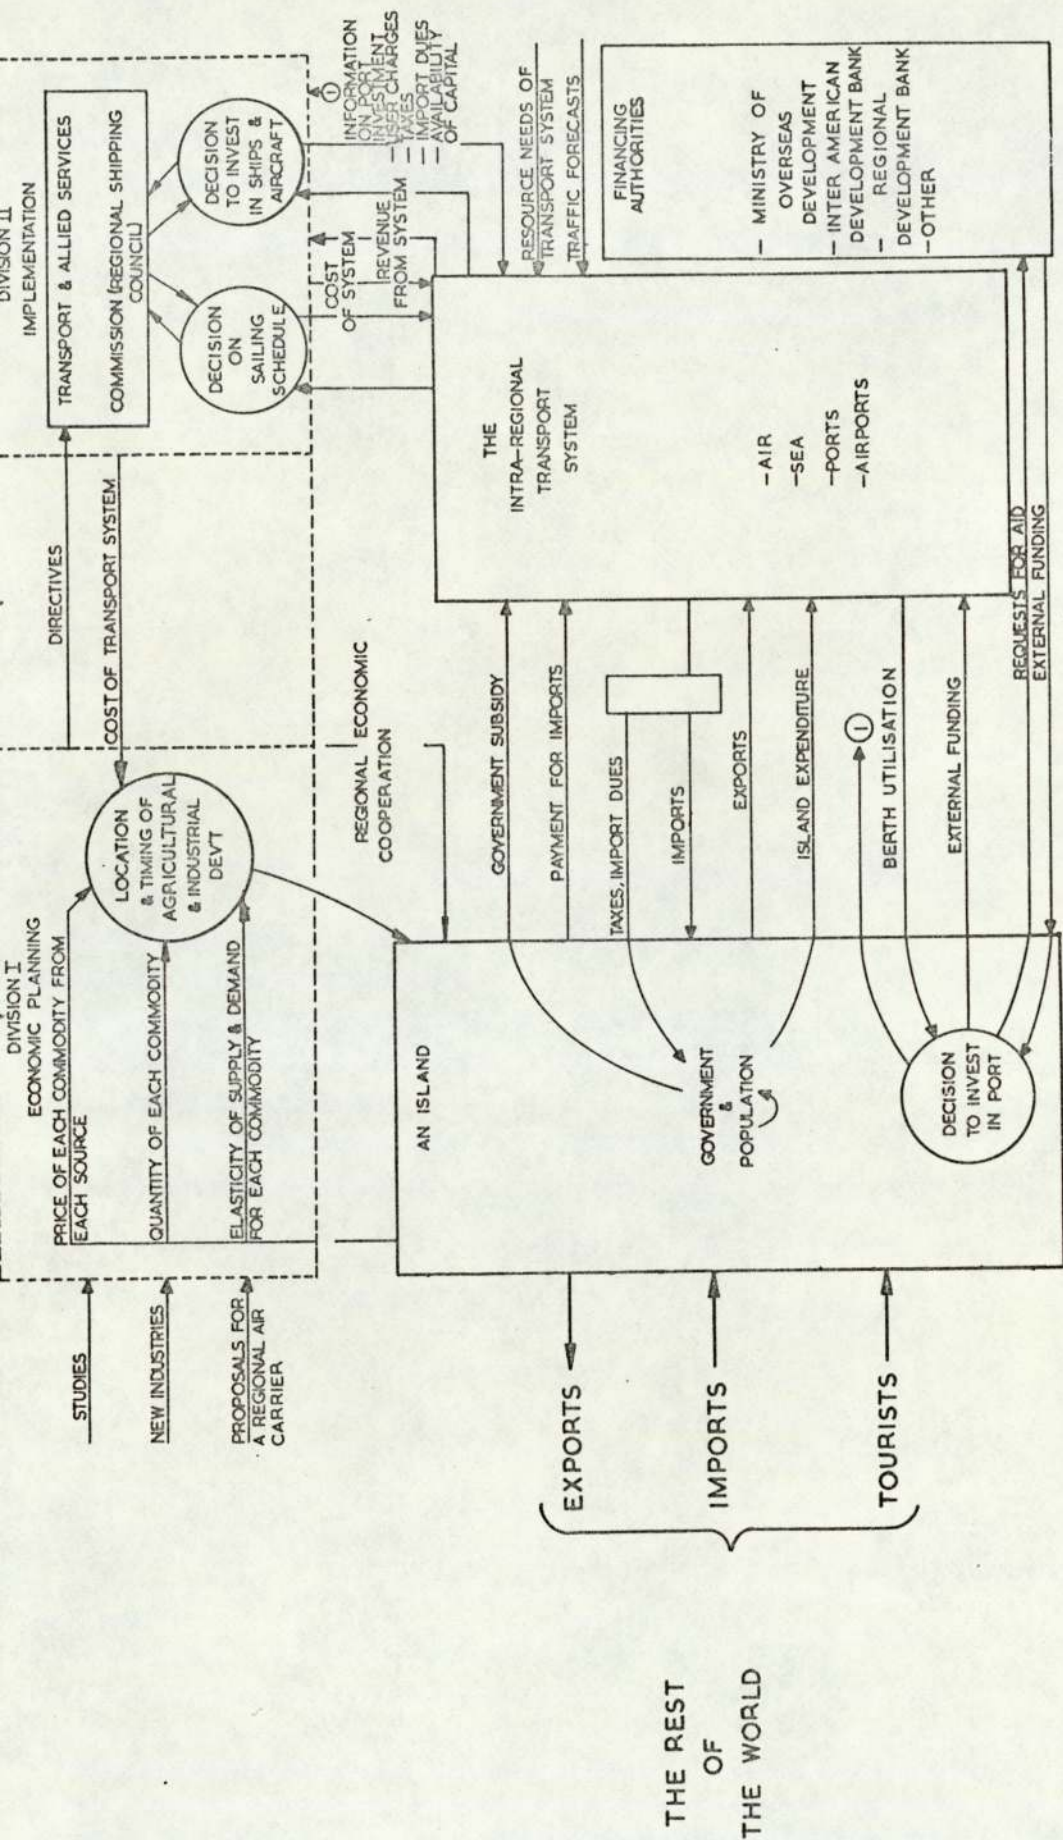 DIVISION I
ECONOMIC PLANNING
PRICE OF EACH COMMODITY FROM
EACH SOURCE
QUANTITY OF EACH COMMODITY
ELASTICITY OF SUPPLY & DEMAND
FOR EACH COMMODITY
LOCATION
& TIMING OF
AGRICULTURAL
& INDUSTRIAL
DEV'T
STUDIES
NEW INDUSTRIES
PROPOSALS FOR
A REGIONAL AIR
CARRIER
DIRECTIVES
COST OF TRANSPORT SYSTEM
DIVISION II
IMPLEMENTATION
TRANSPORT & ALLIED SERVICES
COMMISSION (REGIONAL SHIPPING
COUNCIL)
DECISION
ON
SAILING
SCHEDULE
DECISION
TO INVEST
IN SHIPS &
AIRCRAFT
REGIONAL ECONOMIC
COOPERATION
COST
OF SYSTEM
REVENUE
FROM SYSTEM
1
INFORMATION
ON PORT
INVESTMENT
— USER CHARGES
— TAXES
— IMPORT DUES
— AVAILABILITY
OF CAPITAL
RESOURCE NEEDS OF
TRANSPORT SYSTEM
TRAFFIC FORECASTS
AN ISLAND
GOVERNMENT
&
POPULATION
DECISION
TO INVEST
IN PORT
GOVERNMENT SUBSIDY
PAYMENT FOR IMPORTS
TAXES, IMPORT DUES
IMPORTS
EXPORTS
ISLAND EXPENDITURE
1
BERTH UTILISATION
EXTERNAL FUNDING
REQUESTS FOR AID
EXTERNAL FUNDING
THE
INTRA-REGIONAL
TRANSPORT
SYSTEM
-AIR
-SEA
-PORTS
-AIRPORTS
FINANCING
AUTHORITIES
— MINISTRY OF
OVERSEAS
DEVELOPMENT
— INTER AMERICAN
DEVELOPMENT BANK
— REGIONAL
DEVELOPMENT BANK
— OTHER
EXPORTS
IMPORTS
TOURISTS
THE REST
OF
THE WORLD